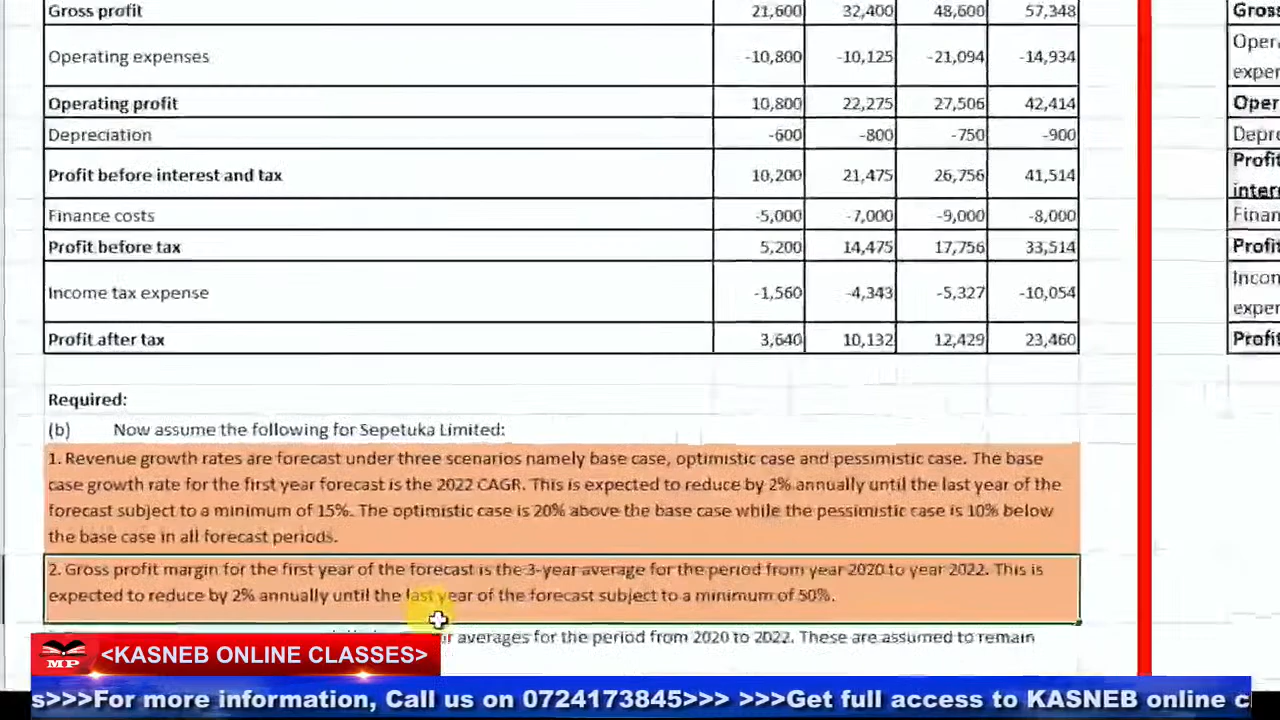 Gross profit 21,600 32,400 48,600 57,348
Operating expenses -10,800 -10,125 -21,094 -14,934
Operating profit 10,800 22,275 27,506 42,414
Depreciation -600 -800 -750 -900
Profit before interest and tax 10,200 21,475 26,756 41,514
Finance costs -5,000 -7,000 -9,000 -8,000
Profit before tax 5,200 14,475 17,756 33,514
Income tax expense -1,560 -4,343 -5,327 -10,054
Profit after tax 3,640 10,132 12,429 23,460
Required:
(b) Now assume the following for Sepetuka Limited:
1. Revenue growth rates are forecast under three scenarios namely base case, optimistic case and pessimistic case. The base
case growth rate for the first year forecast is the 2022 CAGR. This is expected to reduce by 2% annually until the last year of the
forecast subject to a minimum of 15%. The optimistic case is 20% above the base case while the pessimistic case is 10% below
the base case in all forecast periods.
2. Gross profit margin for the first year of the forecast is the 3-year average for the period from year 2020 to year 2022. This is
expected to reduce by 2% annually until the last year of the forecast subject to a minimum of 50%.
averages for the period from 2020 to 2022. These are assumed to remain
Gross
Oper
exper
Oper
Depre
Profit
inter
Finan
Profit
Incon
exper
Profit
MP
<KASNEB ONLINE CLASSES>
s>>>For more information, Call us on 0724173845>>> >>>Get full access to KASNEB online c